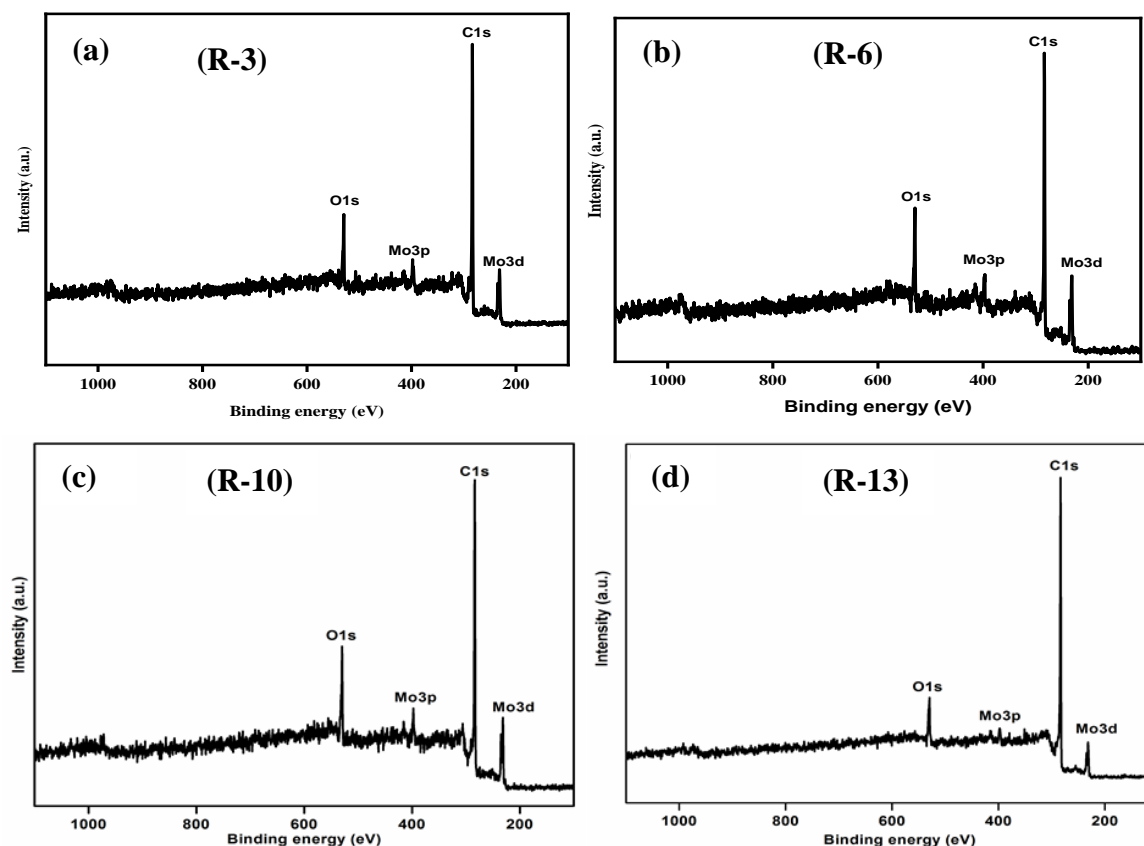 (a)
(R-3)
C1s
O1s
Mo3p
Mo3d
Intensity (a.u.)
1000 800 600 400 200
Binding energy (eV)
(b)
(R-6)
C1s
O1s
Mo3p
Mo3d
Intensity (a.u.)
1000 800 600 400 200
Binding energy (eV)
(c)
(R-10)
C1s
O1s
Mo3p
Mo3d
Intensity (a.u.)
1000 800 600 400 200
Binding energy (eV)
(d)
(R-13)
C1s
O1s
Mo3p
Mo3d
Intensity (a.u.)
1000 800 600 400 200
Binding energy (eV)